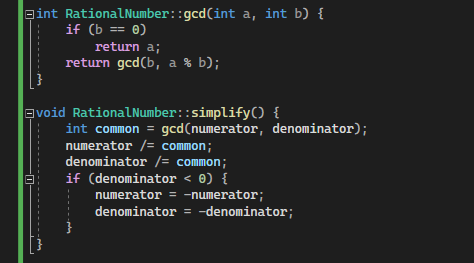 int RationalNumber::gcd(int a, int b) {
    if (b == 0)
        return a;
    return gcd(b, a % b);
}

void RationalNumber::simplify() {
    int common = gcd(numerator, denominator);
    numerator /= common;
    denominator /= common;
    if (denominator < 0) {
        numerator = -numerator;
        denominator = -denominator;
    }
}